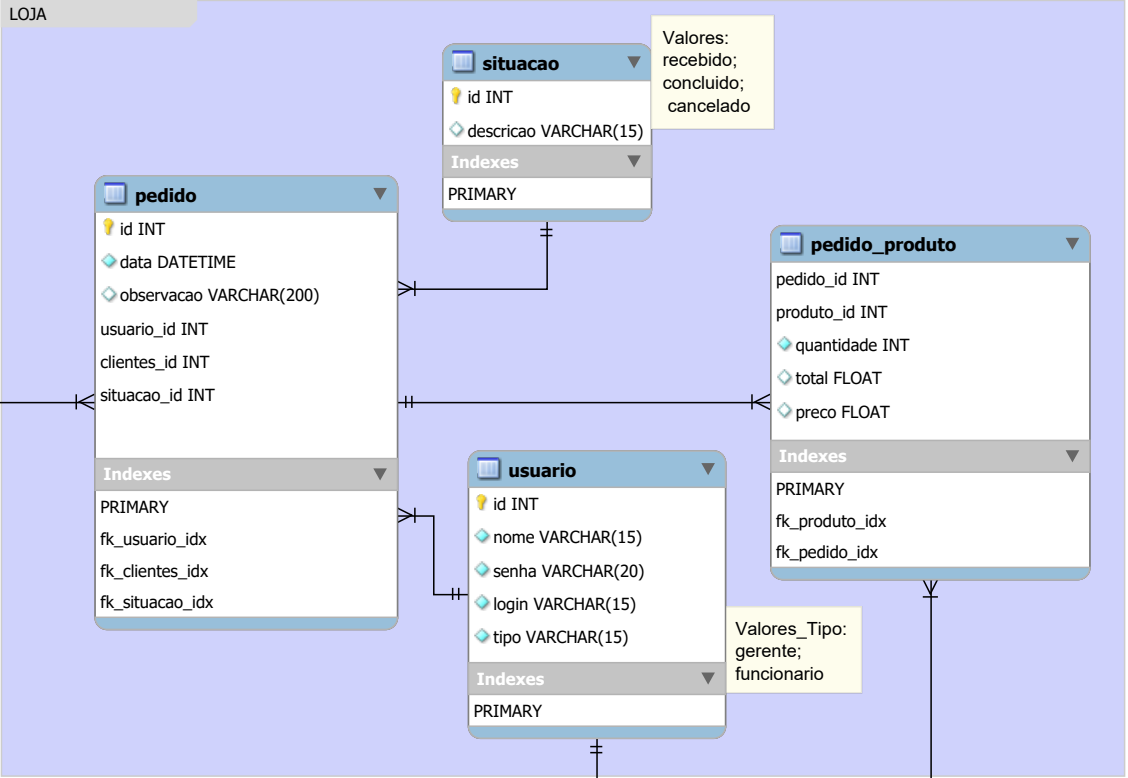 LOJA
situacao
id INT
descricao VARCHAR(15)
Indexes
PRIMARY
Valores:
recebido;
concluido;
cancelado
pedido
id INT
data DATETIME
observacao VARCHAR(200)
usuario_id INT
clientes_id INT
situacao_id INT
Indexes
PRIMARY
fk_usuario_idx
fk_clientes_idx
fk_situacao_idx
pedido_produto
pedido_id INT
produto_id INT
quantidade INT
total FLOAT
preco FLOAT
Indexes
PRIMARY
fk_produto_idx
fk_pedido_idx
usuario
id INT
nome VARCHAR(15)
senha VARCHAR(20)
login VARCHAR(15)
tipo VARCHAR(15)
Indexes
PRIMARY
Valores_Tipo:
gerente;
funcionario